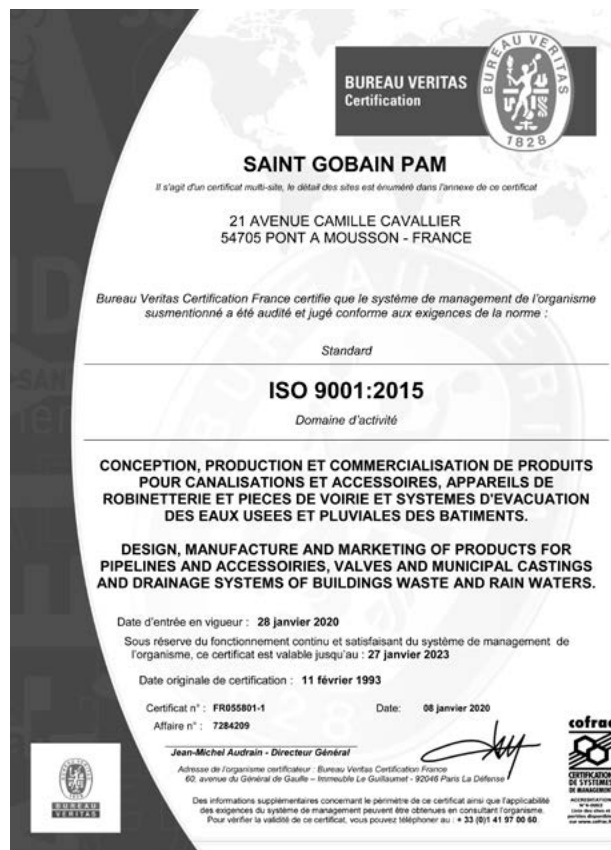 BUREAU VERITAS
Certification
BUREAU VERITAS
1828
SAINT GOBAIN PAM
Il s'agit d'un certificat multi-site, le détail des sites est énuméré dans l'annexe de ce certificat
21 AVENUE CAMILLE CAVALLIER
54705 PONT A MOUSSON - FRANCE
Bureau Veritas Certification France certifie que le système de management de l'organisme
susmentionné a été audité et jugé conforme aux exigences de la norme :
Standard
ISO 9001:2015
Domaine d'activité
CONCEPTION, PRODUCTION ET COMMERCIALISATION DE PRODUITS
POUR CANALISATIONS ET ACCESSOIRES, APPAREILS DE
ROBINETTERIE ET PIECES DE VOIRIE ET SYSTEMES D'EVACUATION
DES EAUX USEES ET PLUVIALES DES BATIMENTS.
DESIGN, MANUFACTURE AND MARKETING OF PRODUCTS FOR
PIPELINES AND ACCESSOIRIES, VALVES AND MUNICIPAL CASTINGS
AND DRAINAGE SYSTEMS OF BUILDINGS WASTE AND RAIN WATERS.
Date d'entrée en vigueur : 28 janvier 2020
Sous réserve du fonctionnement continu et satisfaisant du système de management de
l'organisme, ce certificat est valable jusqu'au : 27 janvier 2023
Date originale de certification : 11 février 1993
Certificat n° : FR055801-1 Date: 08 janvier 2020
Affaire n° : 7284209
Jean-Michel Audrain - Directeur Général
Adresse de l'organisme certificateur : Bureau Veritas Certification France
60, avenue du Général de Gaulle – Immeuble Le Guillaumet - 92046 Paris La Défense
Des informations supplémentaires concernant le périmètre de ce certificat ainsi que l'applicabilité
des exigences du système de management peuvent être obtenues en consultant l'organisme.
Pour vérifier la validité de ce certificat, vous pouvez téléphoner au : + 33 (0)1 41 97 00 60.
BUREAU
VERITAS
cofrac
CERTIFICATION
DE SYSTEMES
DE MANAGEMENT